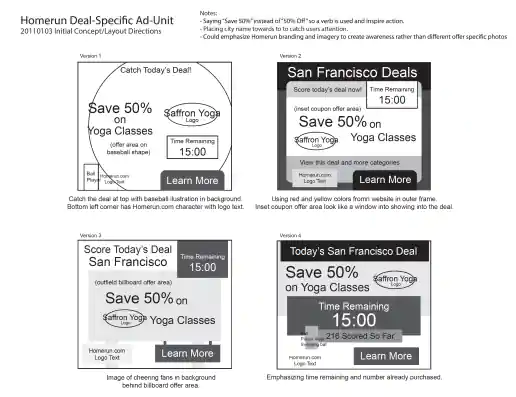 Homerun Deal-Specific Ad-Unit
20110103 Initial Concept/Layout Directions
Notes:
- Saying "Save 50%" instead of "50% Off" so a verb is used and Inspire action.
- Placing city name towards to to catch users attention.
- Could emphasize Homerun branding and imagery to create awareness rather than different offer specific photos
Version 1
Catch Today's Deal!
Save 50%
on
Yoga Classes
Saffron Yoga
Logo
(offer area on
baseball shape)
Time Remaining
15:00
Ball
Player
Homerun.com
Logo Text
Learn More
Catch the deal at top with baseball ilustration in background.
Bottom left corner has Homerun.com character with logo text.
Version 2
San Francisco Deals
Score today's deal now!
Time Remaining
15:00
(inset coupon offer area)
Save 50% on
Saffron Yoga
Logo
Yoga Classes
View this deal and more categories
Homerun.com
Logo Text
Learn More
Using red and yellow colors fromn website in outer frame.
Inset coupon offer area look like a window into showing into the deal.
Version 3
Score Today's Deal
San Francisco
Time Remaining
15:00
(outfield billboard offer area)
Save 50% on
Saffron Yoga
Logo
Yoga Classes
Homerun.com
Logo Text
Learn More
Image of cheering fans in background
behind billboard offer area.
Version 4
Today's San Francisco Deal
Save 50%
on Yoga Classes
Saffron Yoga
Logo
Time Remaining
15:00
216 Scored So Far
Homerun.com
Logo Text
Learn More
Emphasizing time remaining and number already purchased.